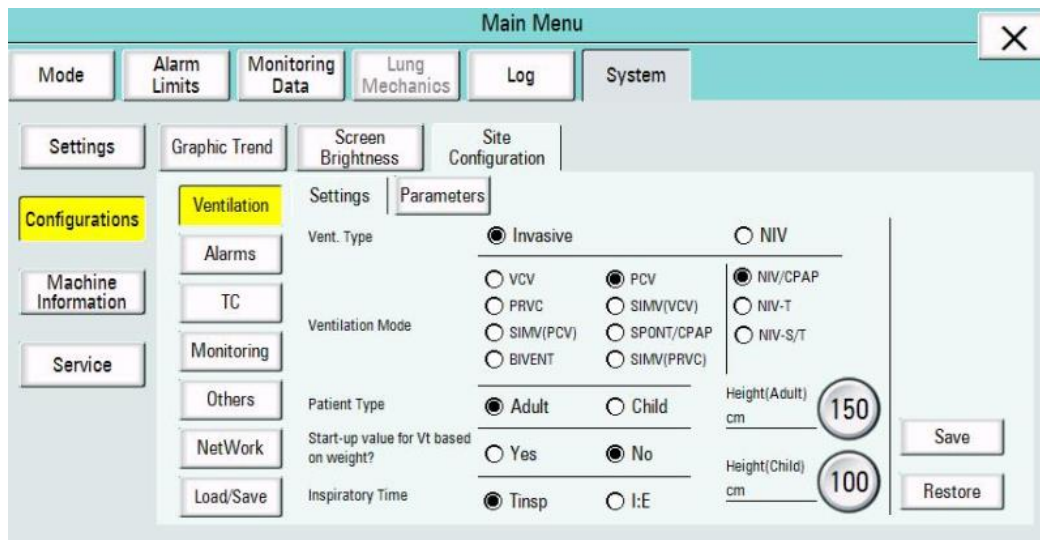 Main Menu
Mode
Alarm
Limits
Monitoring
Data
Lung
Mechanics
Log
System
Settings
Configurations
Machine
Information
Service
Graphic Trend
Screen
Brightness
Site
Configuration
Ventilation
Alarms
TC
Monitoring
Others
NetWork
Load/Save
Settings
Parameters
Vent. Type
Invasive
NIV
Ventilation Mode
VCV
PCV
PRVC
SIMV(VCV)
SIMV(PCV)
SPONT/CPAP
BIVENT
SIMV(PRVC)
NIV/CPAP
NIV-T
NIV-S/T
Patient Type
Adult
Child
Height(Adult)
cm
150
Start-up value for Vt based
on weight?
Yes
No
Height(Child)
cm
100
Inspiratory Time
Tinsp
I:E
Save
Restore